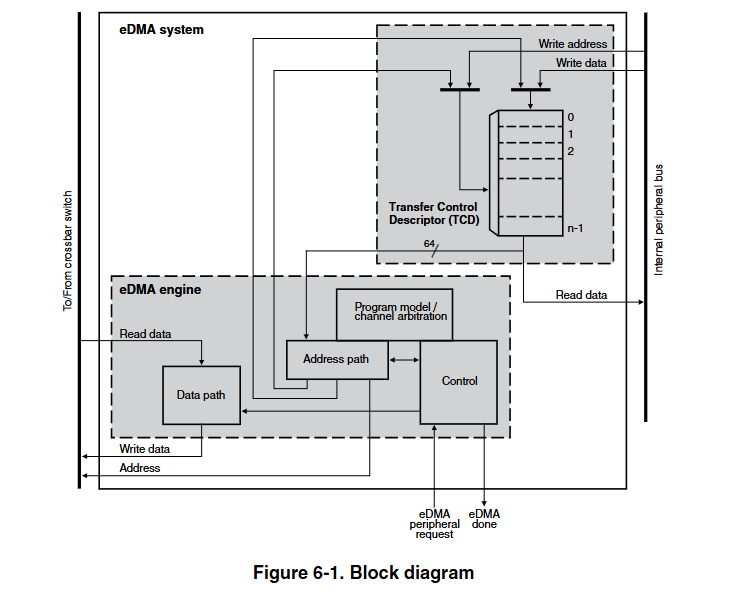 eDMA system
Write address
Write data
0
1
2
Transfer Control
Descriptor (TCD)
n-1
64
To/From crossbar switch
Internal peripheral bus
eDMA engine
Read data
Program model /
channel arbitration
Read data
Address path
Control
Data path
Write data
Address
eDMA
peripheral
request
eDMA
done
Figure 6-1. Block diagram